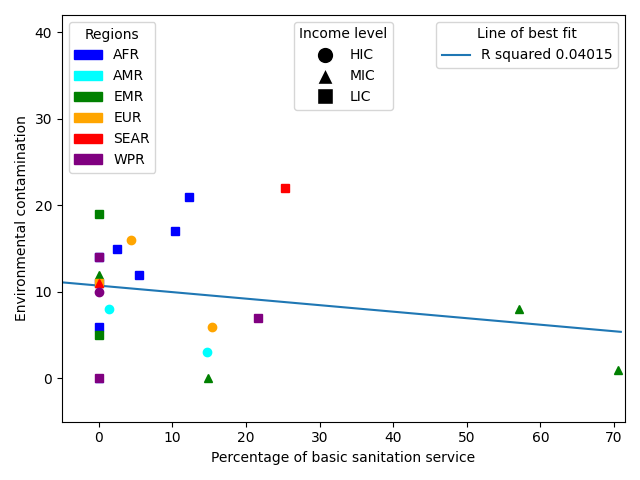 Regions
AFR
AMR
EMR
EUR
SEAR
WPR
Income level
HIC
MIC
LIC
Line of best fit
R squared 0.04015
Environmental contamination
40
30
20
10
0
0 10 20 30 40 50 60 70
Percentage of basic sanitation service